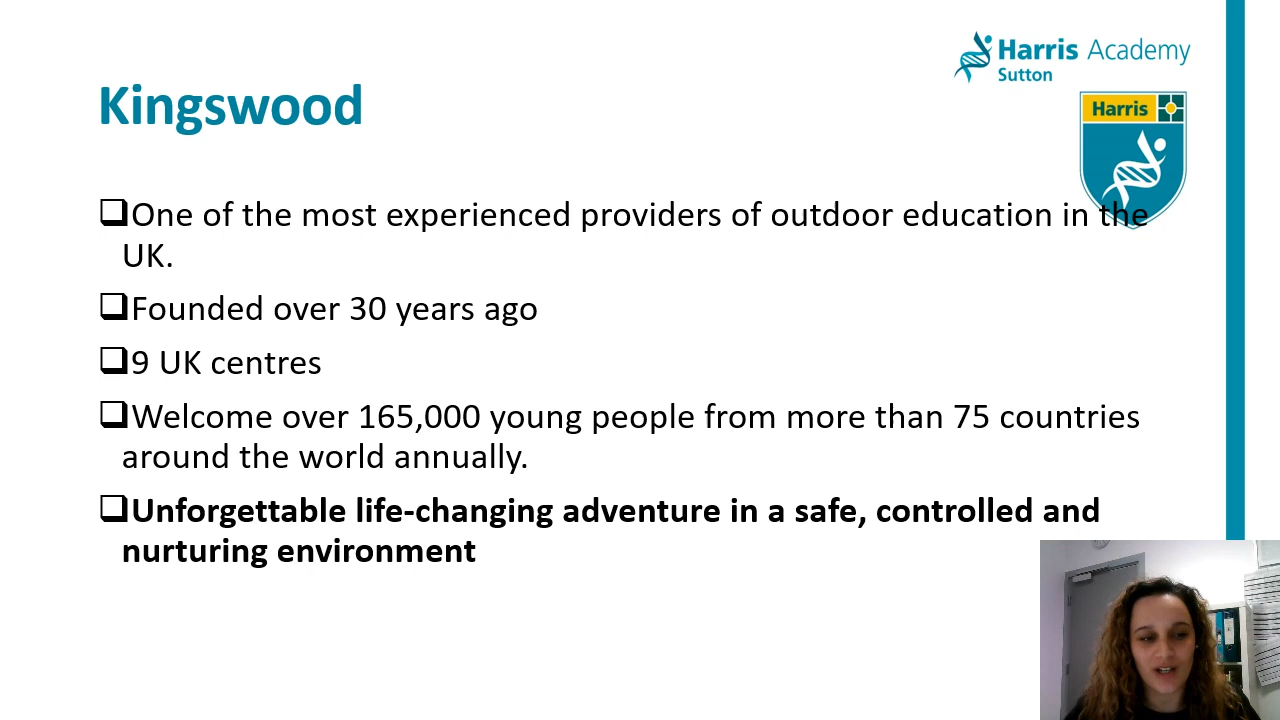 Harris Academy
Sutton
Kingswood
Harris
❑One of the most experienced providers of outdoor education in the
UK.
❑Founded over 30 years ago
❑9 UK centres
❑Welcome over 165,000 young people from more than 75 countries
around the world annually.
❑Unforgettable life-changing adventure in a safe, controlled and
nurturing environment